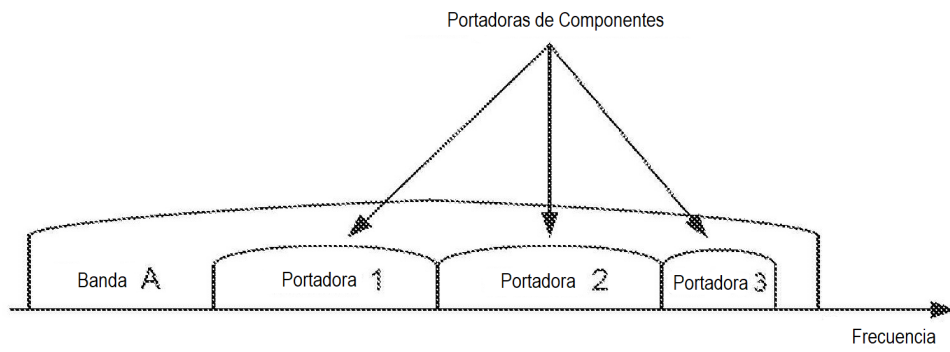 Portadoras de Componentes
Banda A
Portadora 1
Portadora 2
Portadora 3
Frecuencia